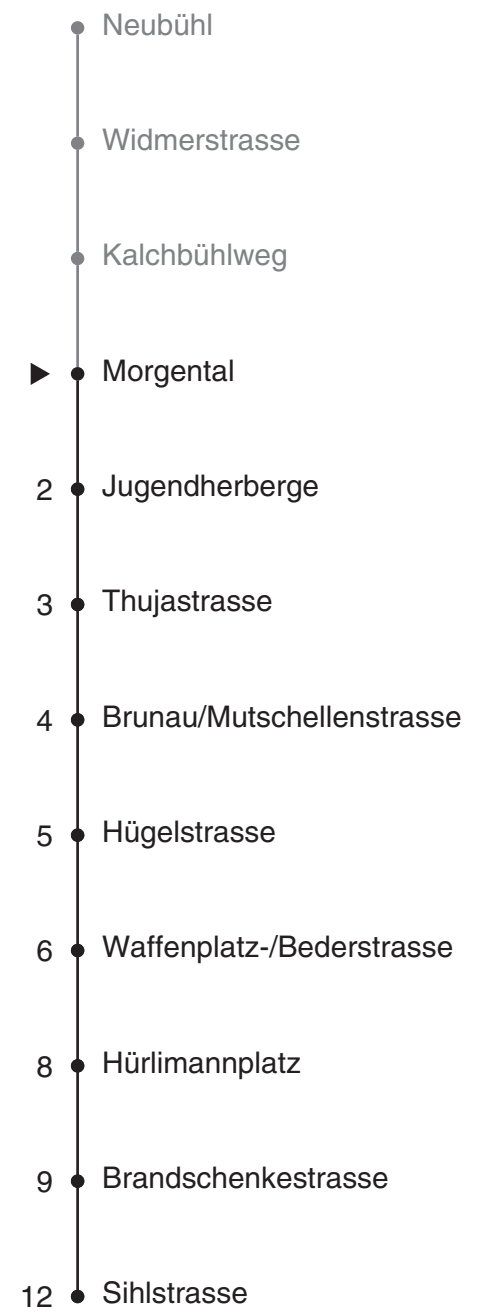 Neubühl
Widmerstrasse
Kalchbühlweg
Morgental
2 Jugendherberge
3 Thujastrasse
4 Brunau/Mutschellenstrasse
5 Hügelstrasse
6 Waffenplatz-/Bederstrasse
8 Hürlimannplatz
9 Brandschenkestrasse
12 Sihlstrasse